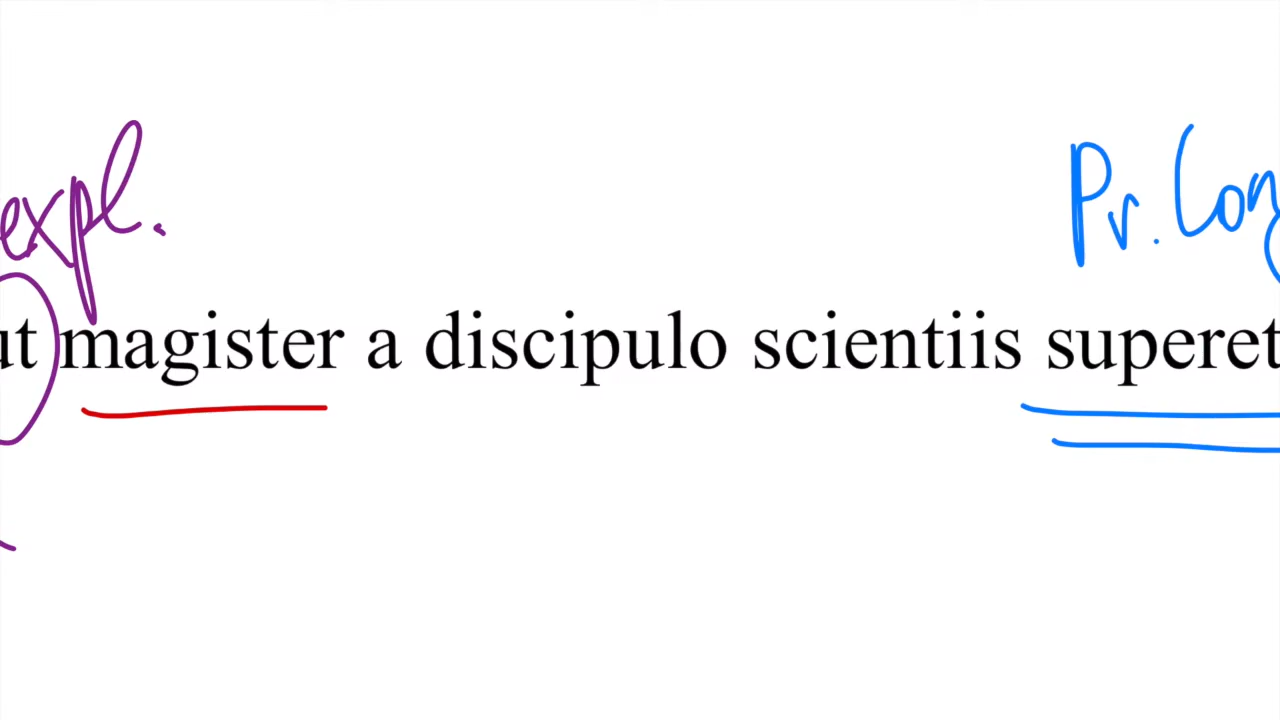 expl. Pr. Con
ut magister a discipulo scientiis superet